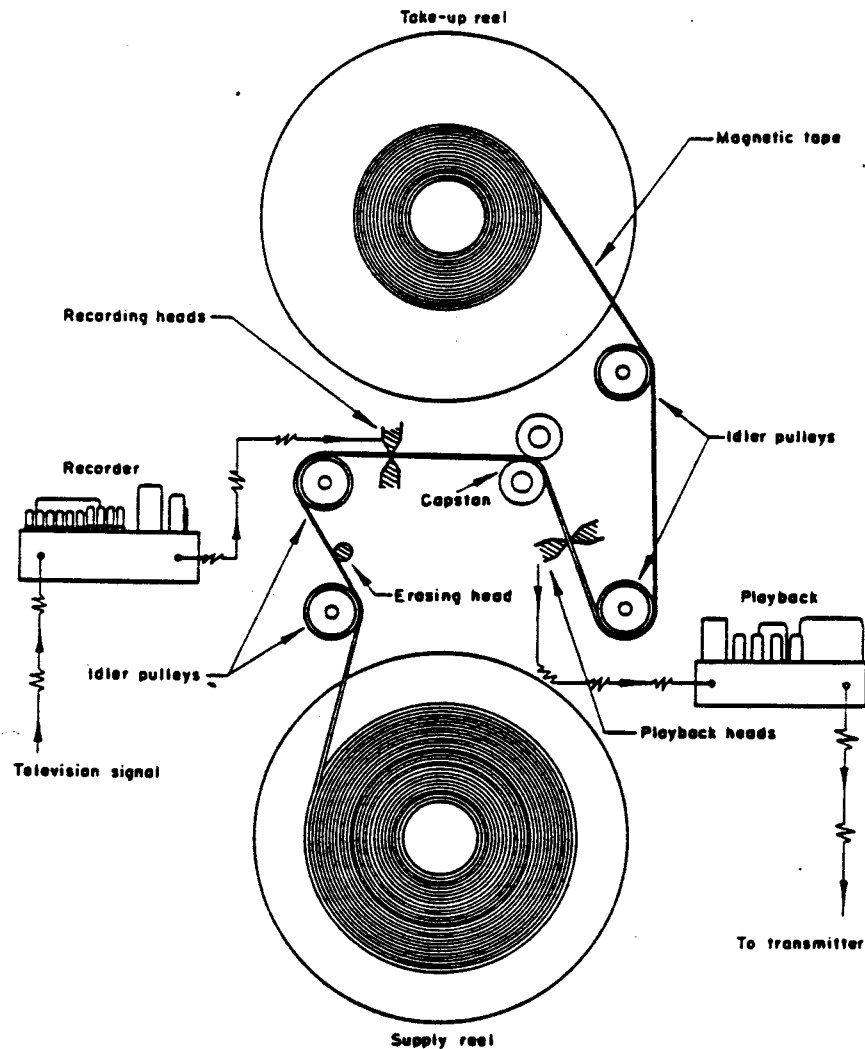 Take-up reel
Magnetic tape
Recording heads
Idler pulleys
Recorder
Capstan
Erasing head
Playback
Idler pulleys
Playback heads
Television signal
To transmitter
Supply reel